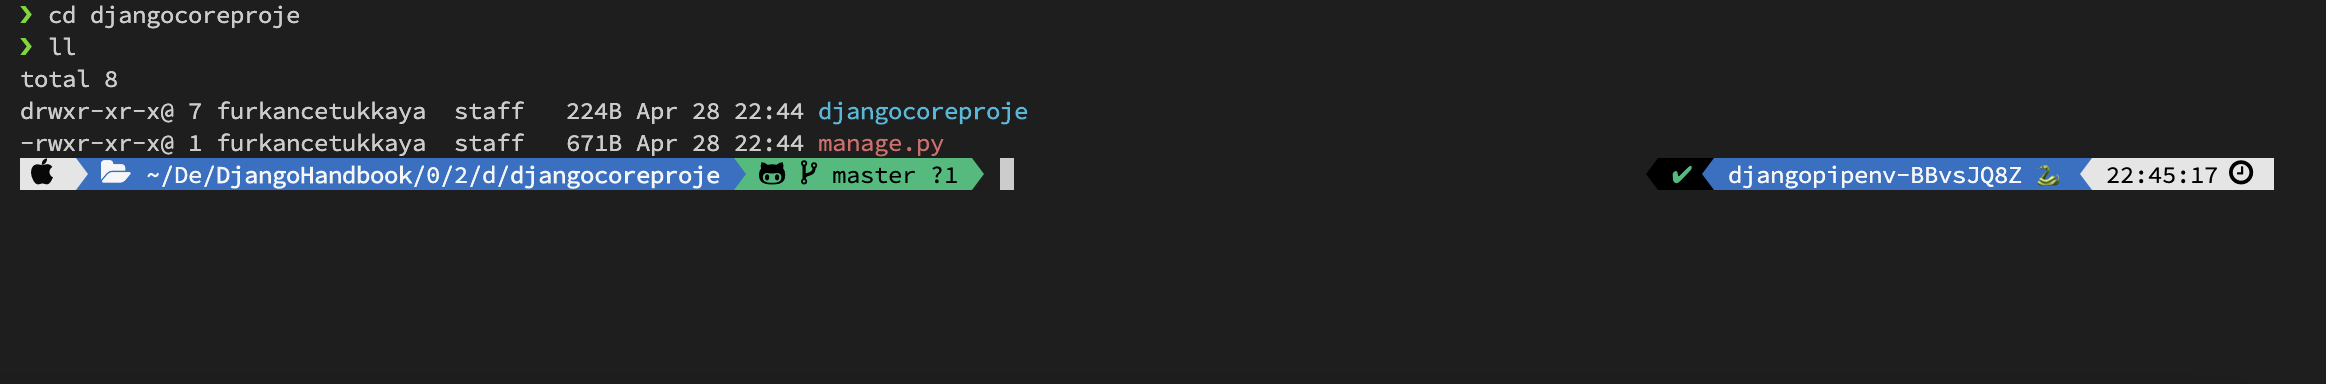 ❯ cd djangocoreproje
❯ ll
total 8
drwxr-xr-x@ 7 furkancetukkaya  staff   224B Apr 28 22:44 djangocoreproje
-rwxr-xr-x@ 1 furkancetukkaya  staff   671B Apr 28 22:44 manage.py
~/De/DjangoHandbook/0/2/d/djangocoreproje master ?1 ✔ djangopipenv-BBvsJQ8Z 🐍 22:45:17